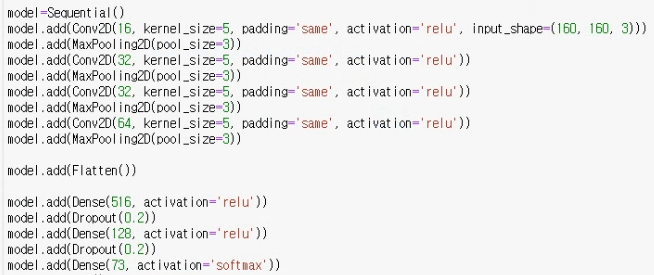 model=Sequential()
model.add(Conv2D(16, kernel_size=5, padding='same', activation='relu', input_shape=(160, 160, 3)))
model.add(MaxPooling2D(pool_size=3))
model.add(Conv2D(32, kernel_size=5, padding='same', activation='relu'))
model.add(MaxPooling2D(pool_size=3))
model.add(Conv2D(32, kernel_size=5, padding='same', activation='relu'))
model.add(MaxPooling2D(pool_size=3))
model.add(Conv2D(64, kernel_size=5, padding='same', activation='relu'))
model.add(MaxPooling2D(pool_size=3))
model.add(Flatten())
model.add(Dense(516, activation='relu'))
model.add(Dropout(0.2))
model.add(Dense(128, activation='relu'))
model.add(Dropout(0.2))
model.add(Dense(73, activation='softmax'))